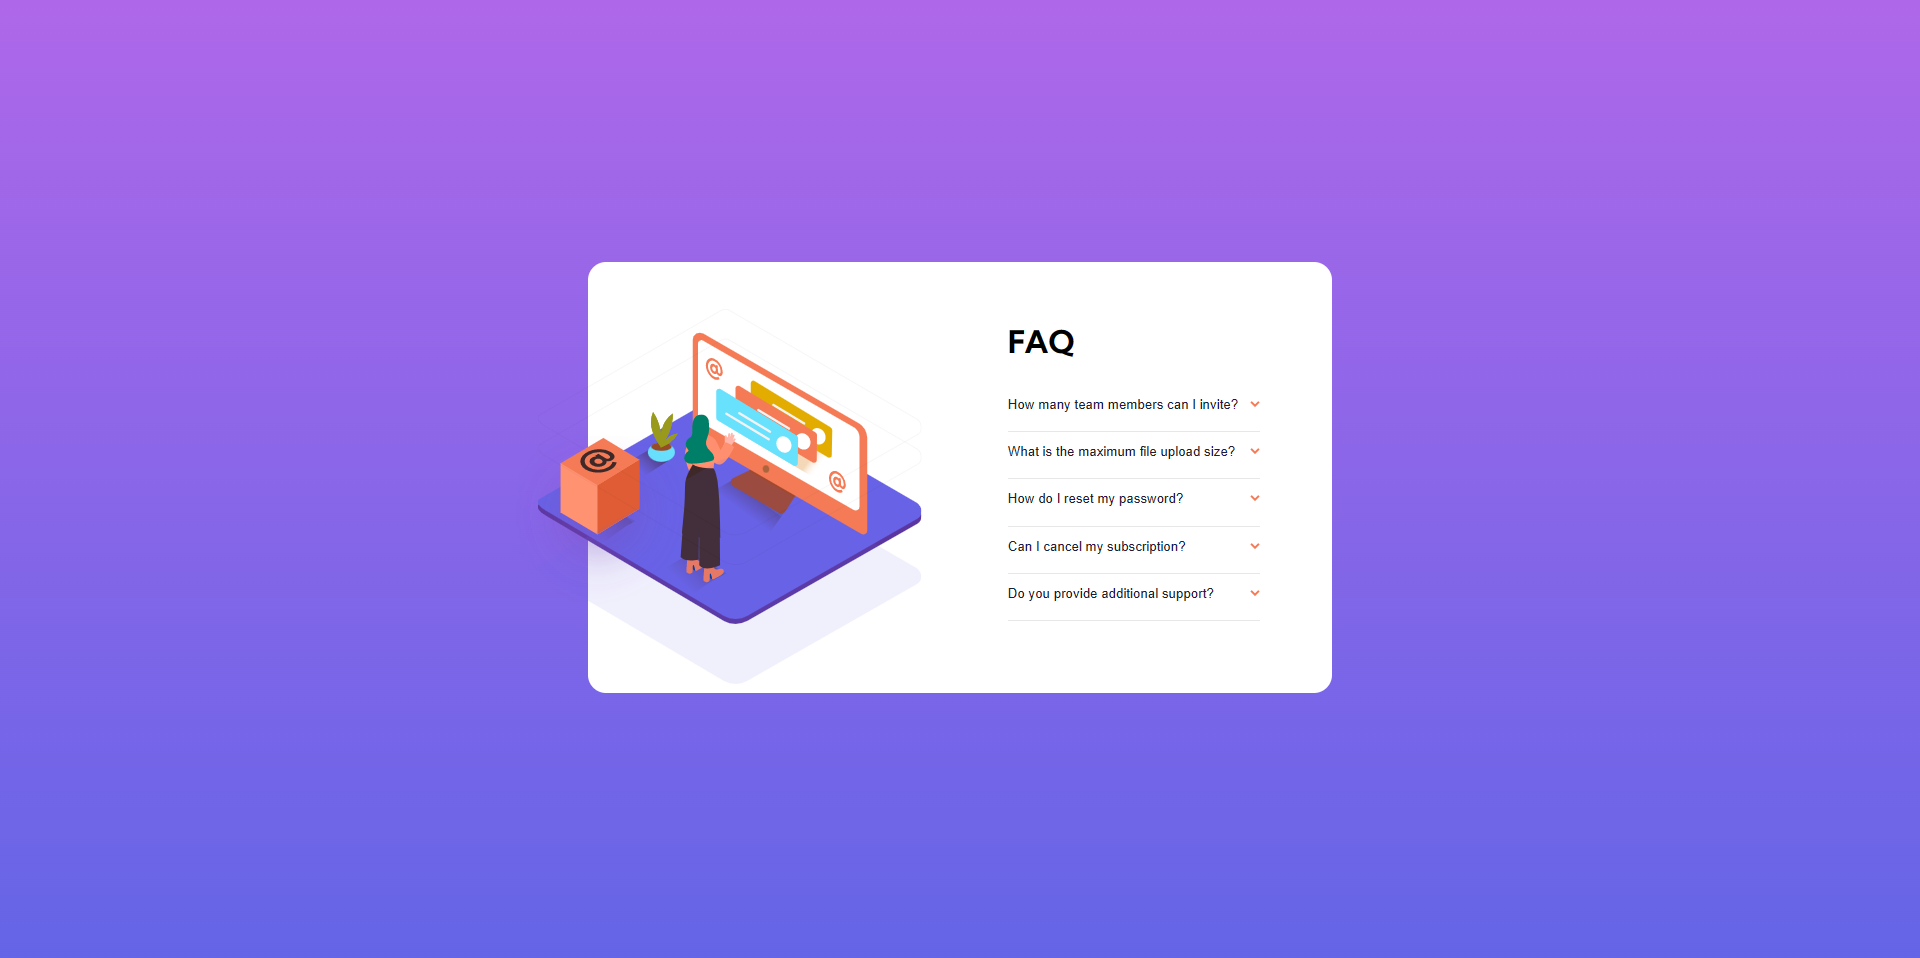 FAQ
How many team members can I invite?
What is the maximum file upload size?
How do I reset my password?
Can I cancel my subscription?
Do you provide additional support?
@
@
@